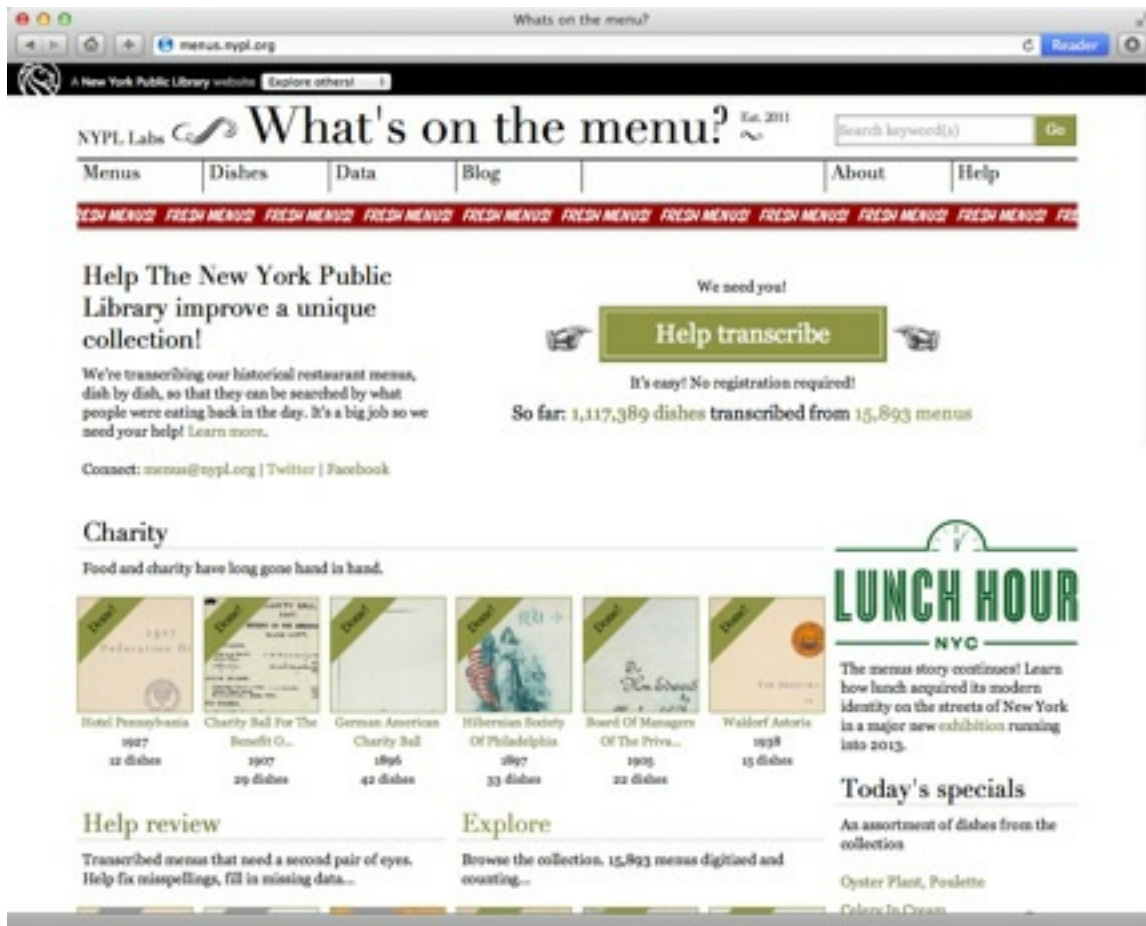 Whats on the menu?
menus.nypl.org
Reader
A New York Public Library website Explore others!
NYPL Labs What's on the menu? Est. 2011
Search keyword(s) Go
Menus Dishes Data Blog About Help
FRESH MENUS! FRESH MENUS! FRESH MENUS! FRESH MENUS! FRESH MENUS! FRESH MENUS! FRESH MENUS! FRESH MENUS! FRESH MENUS! FRE
Help The New York Public
Library improve a unique
collection!
We're transcribing our historical restaurant menus,
dish by dish, so that they can be searched by what
people were eating back in the day. It's a big job so we
need your help! Learn more.
Connect: menus@nypl.org | Twitter | Facebook
We need you!
Help transcribe
It's easy! No registration required!
So far: 1,117,389 dishes transcribed from 15,893 menus
Charity
Food and charity have long gone hand in hand.
Done! Done! Done! Done! Done! Done!
1927
Hotel Pennsylvania
1927
12 dishes
Charity Ball For The
Benefit O...
1907
29 dishes
German American
Charity Ball
1896
42 dishes
Hibernian Society
Of Philadelphia
1897
33 dishes
Board Of Managers
Of The Priva...
1905
22 dishes
Waldorf Astoria
1938
15 dishes
LUNCH HOUR
NYC
The menus story continues! Learn
how lunch acquired its modern
identity on the streets of New York
in a major new exhibition running
into 2013.
Today's specials
An assortment of dishes from the
collection
Oyster Plant, Poulette
Celery In Cream
Help review
Transcribed menus that need a second pair of eyes.
Help fix misspellings, fill in missing data...
Explore
Browse the collection. 15,893 menus digitized and
counting...